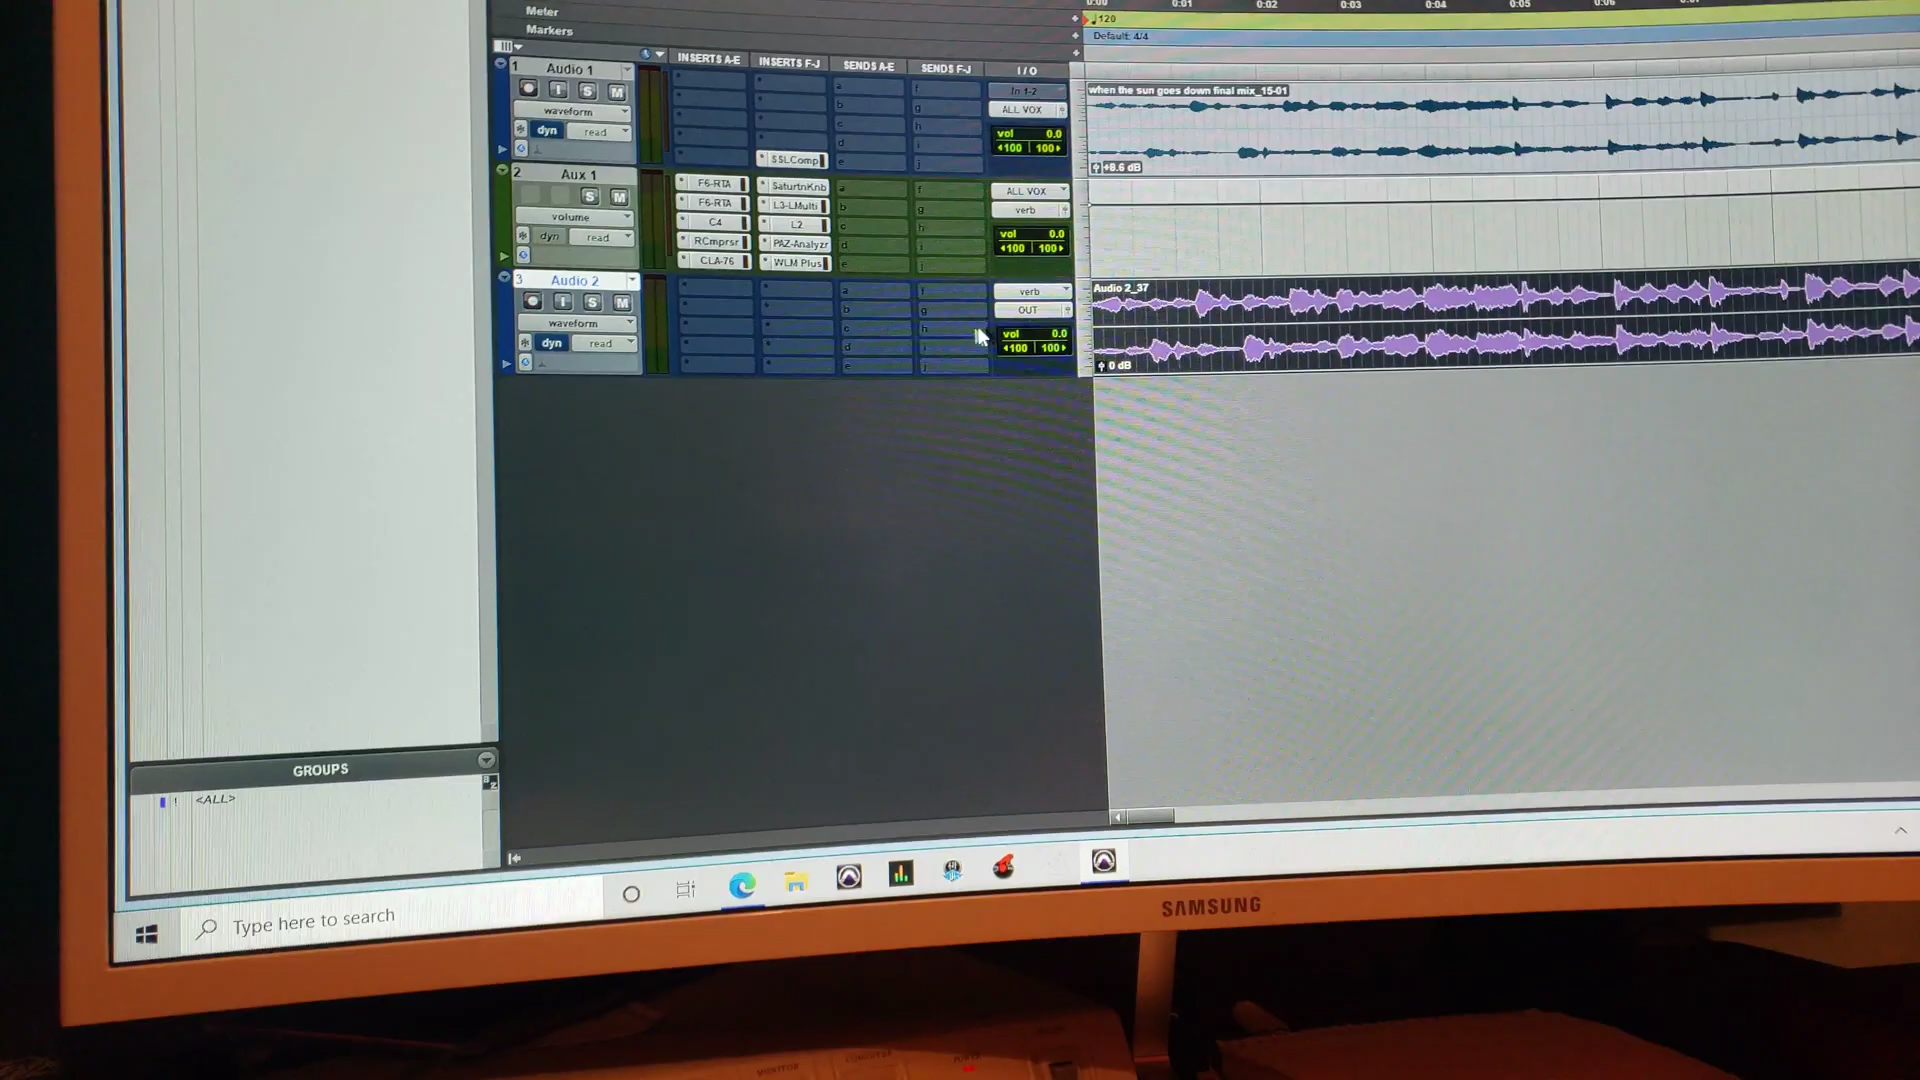 0:00 0:01 0:02 0:03 0:04 0:05 0:06
Meter
120
Markers
Default: 4/4
INSERTS A-E INSERTS F-J SENDS A-E SENDS F-J I/O
1 Audio 1
I S M
waveform
dyn read
SSLComp
a
b
c
d
e
f
g
h
i
j
In 1-2
ALL VOX
vol 0.0
100 100
when the sun goes down final mix_15-01
+8.6 dB
2 Aux 1
S M
volume
dyn read
F6-RTA SaturtnKnb
F6-RTA L3-LMulti
C4 L2
RCmprsr PAZ-Analyzr
CLA-76 WLM Plus
a
b
c
d
e
f
g
h
i
j
ALL VOX
verb
vol 0.0
100 100
3 Audio 2
I S M
waveform
dyn read
a
b
c
d
e
f
g
h
i
j
verb
OUT
vol 0.0
100 100
Audio 2_37
0 dB
GROUPS
! <ALL>
Type here to search
SAMSUNG